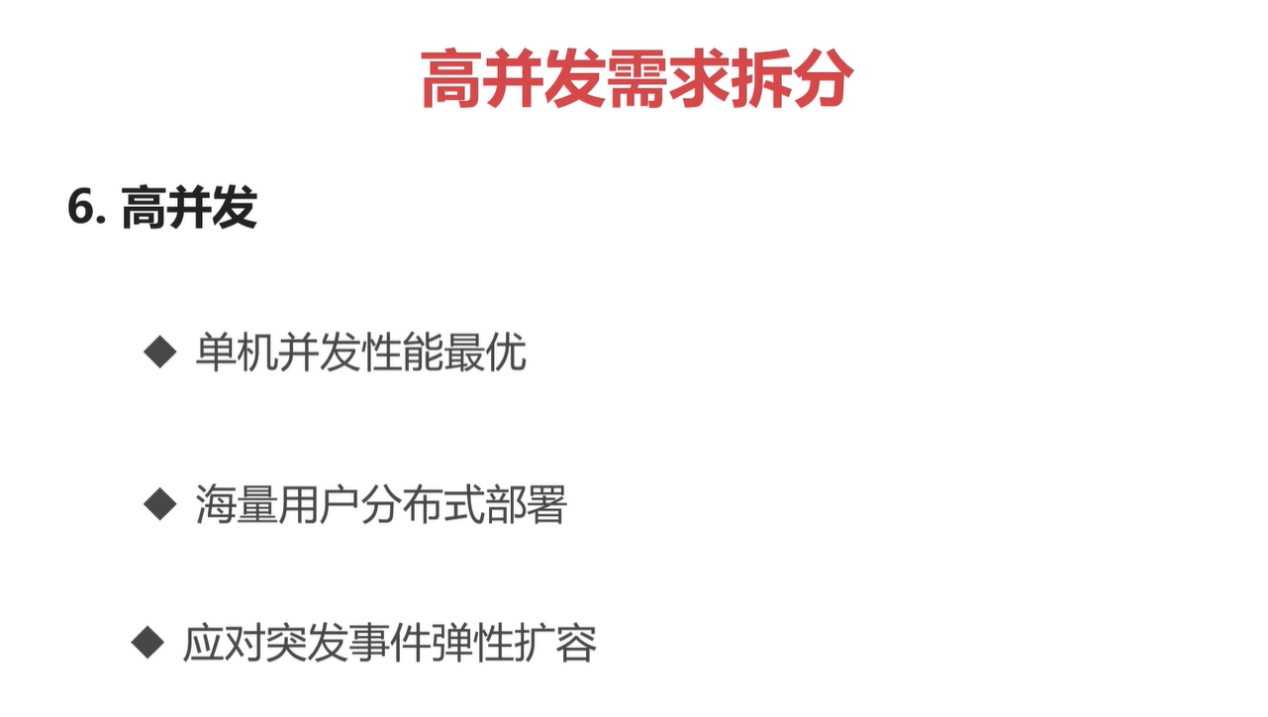 高并发需求拆分
6. 高并发
◆ 单机并发性能最优
◆ 海量用户分布式部署
◆ 应对突发事件弹性扩容